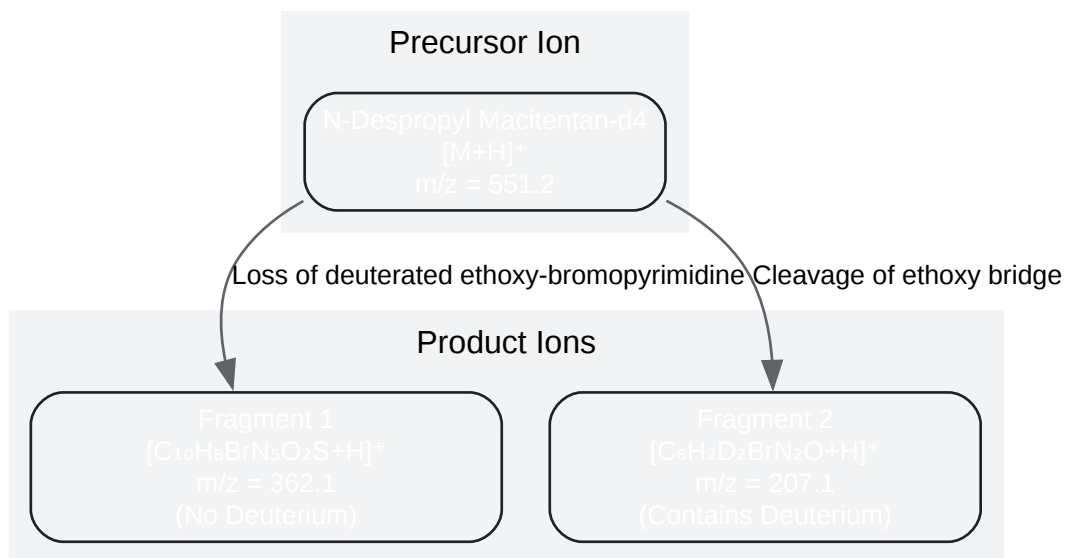 Precursor Ion
N-Despropyl Macitentan-d4
[M+H]⁺
m/z = 551.2
Loss of deuterated ethoxy-bromopyrimidine
Cleavage of ethoxy bridge
Product Ions
Fragment 1
[C₁₀H₈BrN₅O₂S+H]⁺
m/z = 362.1
(No Deuterium)
Fragment 2
[C₆H₂D₂BrN₂O+H]⁺
m/z = 207.1
(Contains Deuterium)